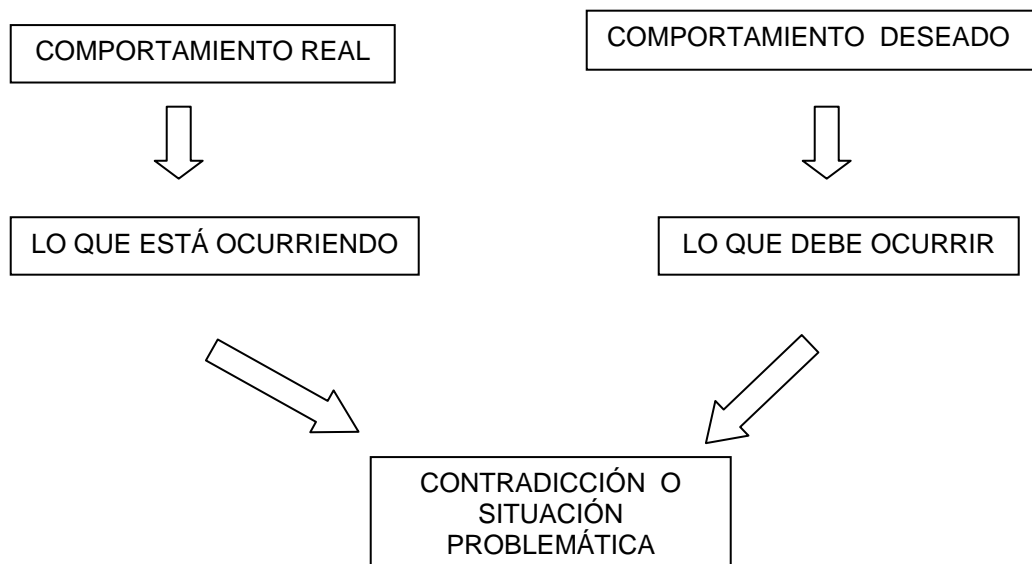 COMPORTAMIENTO REAL
COMPORTAMIENTO DESEADO
LO QUE ESTÁ OCURRIENDO
LO QUE DEBE OCURRIR
CONTRADICCIÓN O
SITUACIÓN
PROBLEMÁTICA